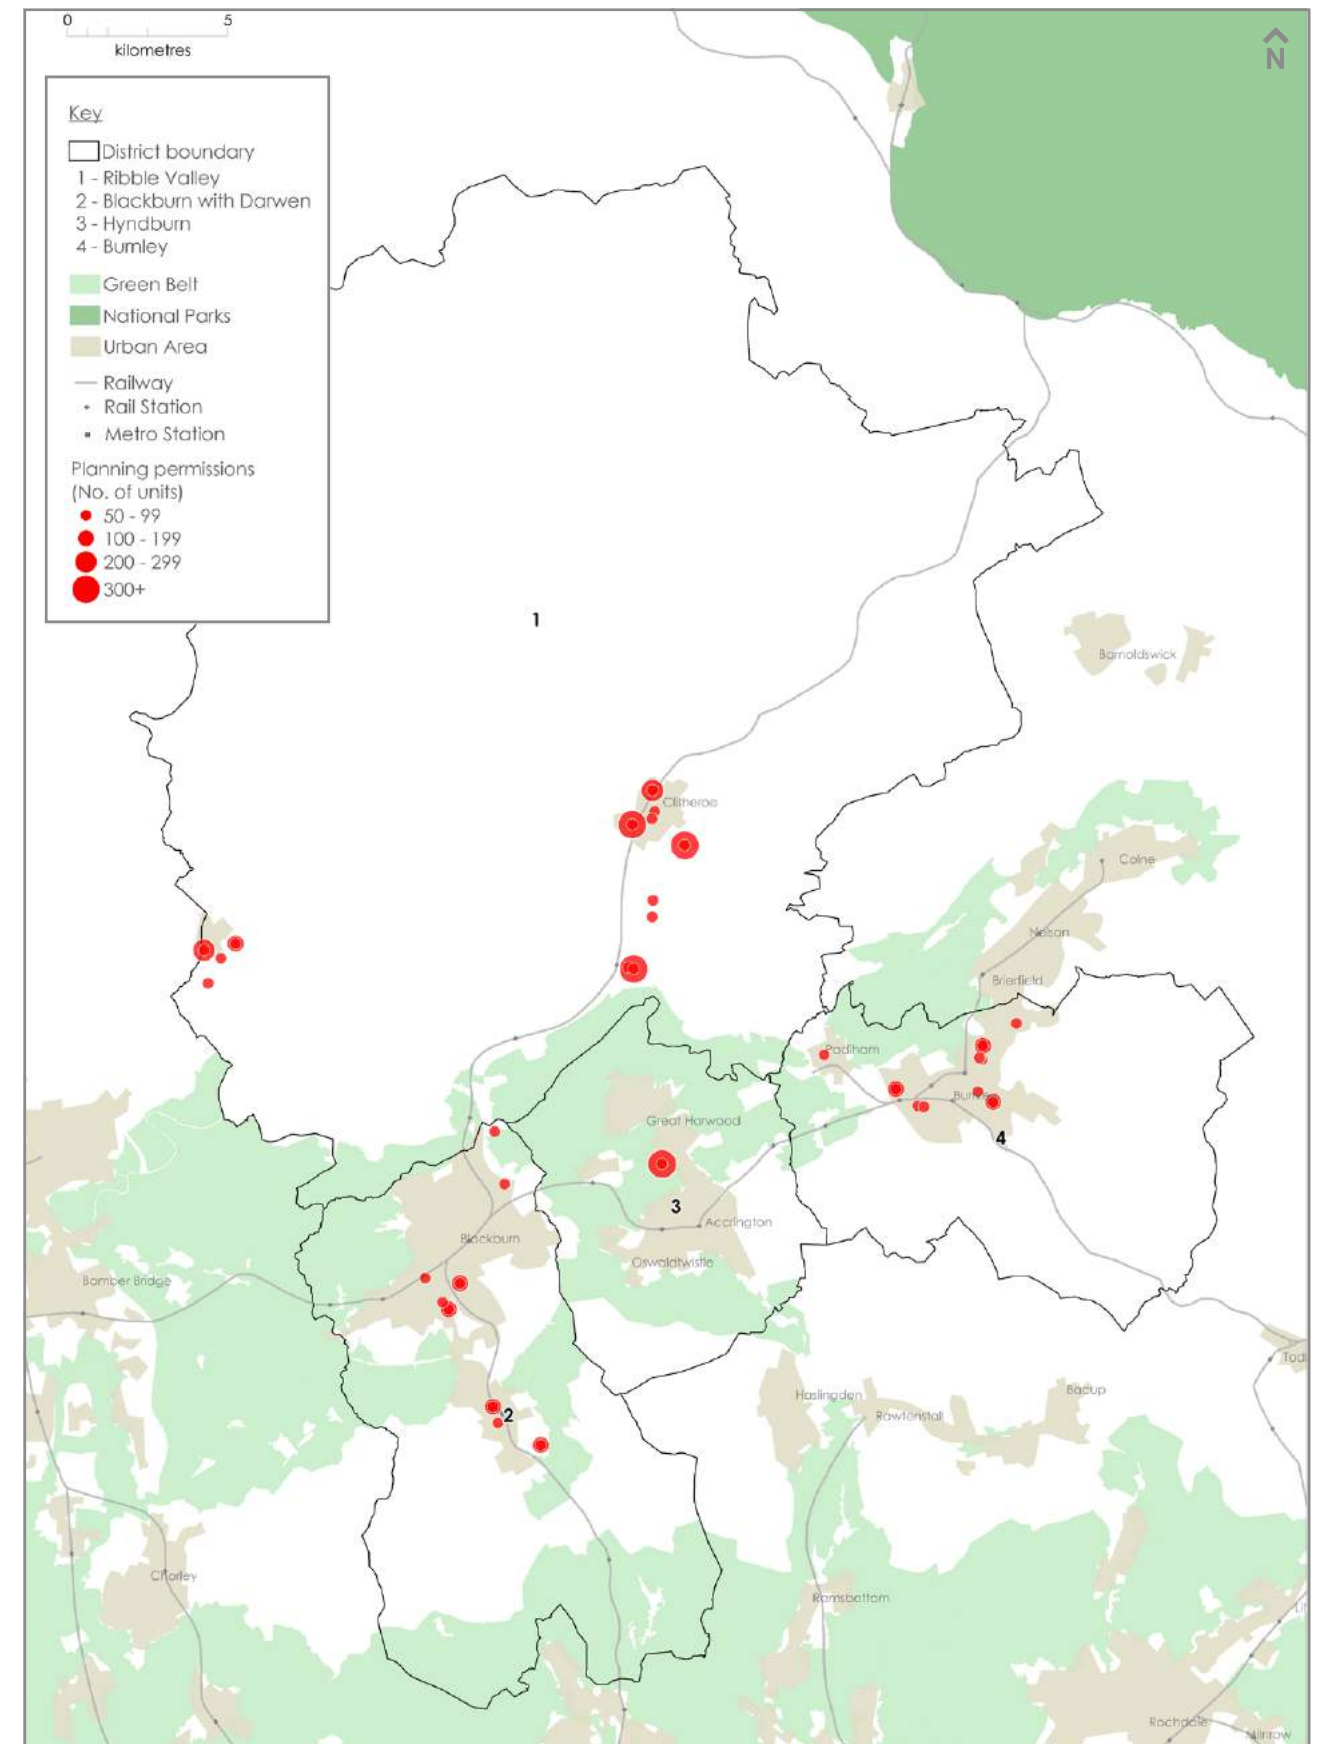 0 5
kilometres
N
Key
District boundary
1 - Ribble Valley
2 - Blackburn with Darwen
3 - Hyndburn
4 - Burnley
Green Belt
National Parks
Urban Area
Railway
Rail Station
Metro Station
Planning permissions
(No. of units)
50 - 99
100 - 199
200 - 299
300+
1
Barnoldswick
Clitheroe
Colne
Nelson
Brierfield
Padiham
Burnley
4
Great Harwood
3
Accrington
Oswaldtwistle
Blackburn
Bamber Bridge
2
Haslingden
Bacup
Rawtenstall
Tod
Chorley
Ramsbottom
Lit
Rochdale
Milnrow